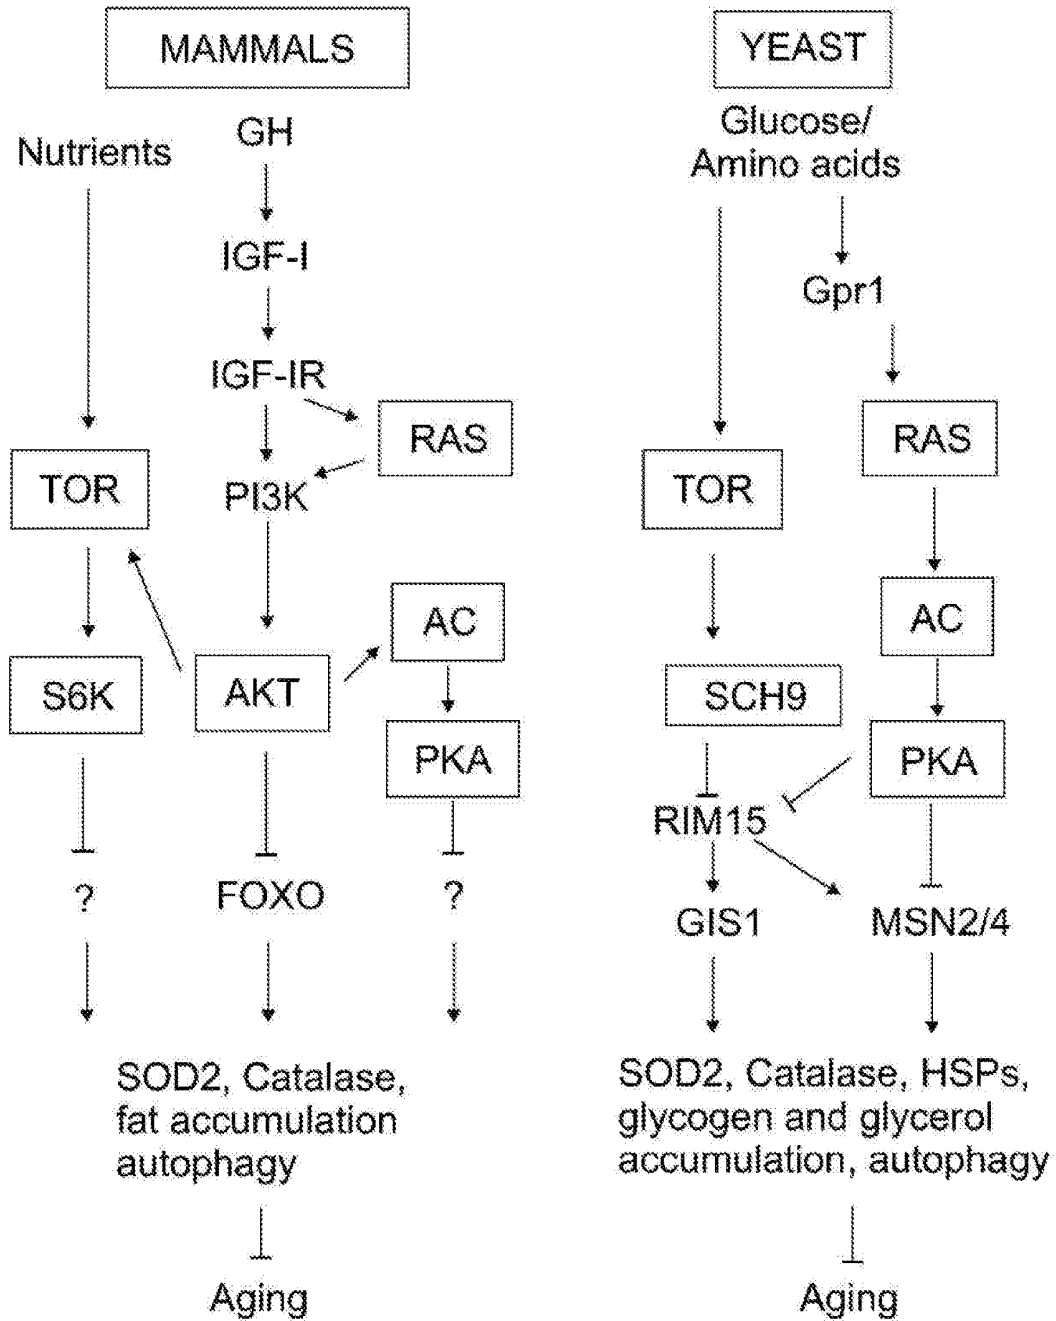 MAMMALS
GH
Nutrients
IGF-I
IGF-IR
RAS
TOR
PI3K
AC
S6K
AKT
PKA
?
FOXO
?
SOD2, Catalase,
fat accumulation
autophagy
Aging
YEAST
Glucose/
Amino acids
Gpr1
RAS
TOR
AC
SCH9
PKA
RIM15
GIS1
MSN2/4
SOD2, Catalase, HSPs,
glycogen and glycerol
accumulation, autophagy
Aging